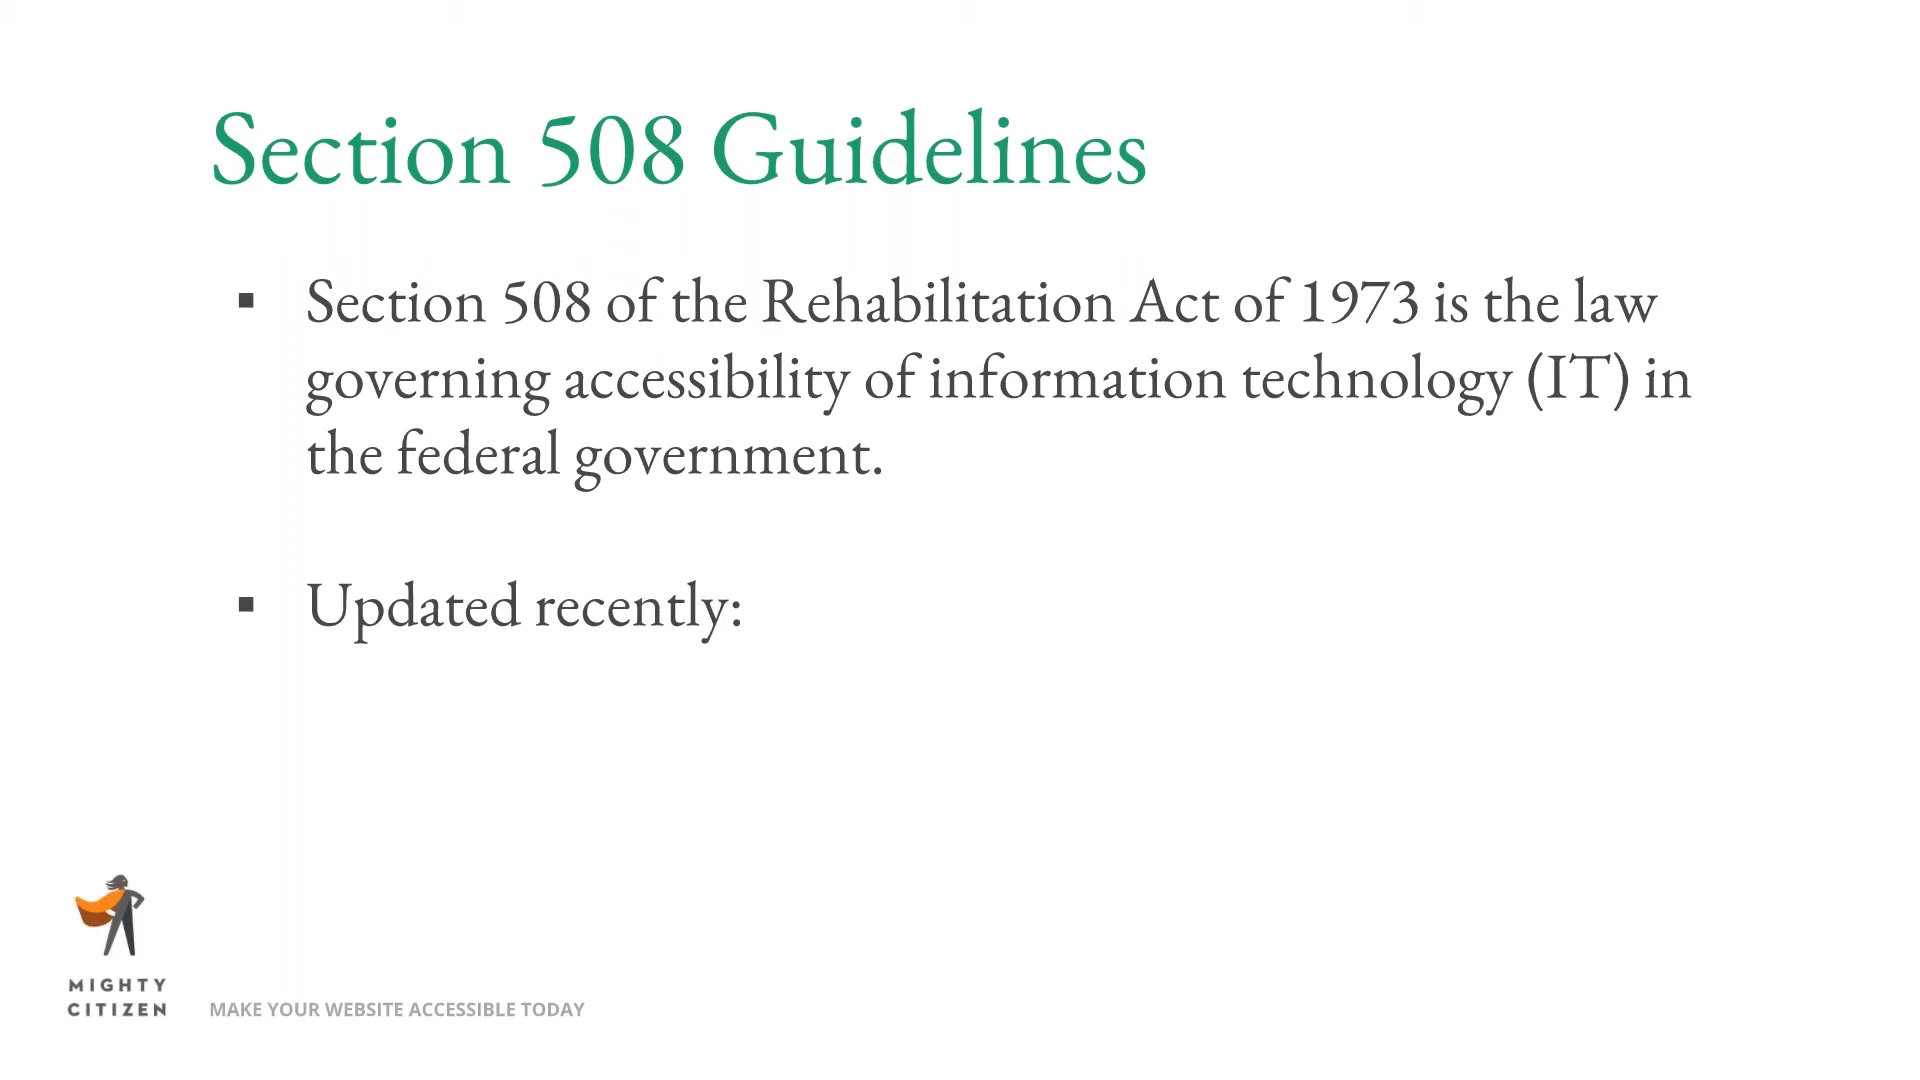 Section 508 Guidelines
▪ Section 508 of the Rehabilitation Act of 1973 is the law
governing accessibility of information technology (IT) in
the federal government.
▪ Updated recently:
MIGHTY
CITIZEN
MAKE YOUR WEBSITE ACCESSIBLE TODAY